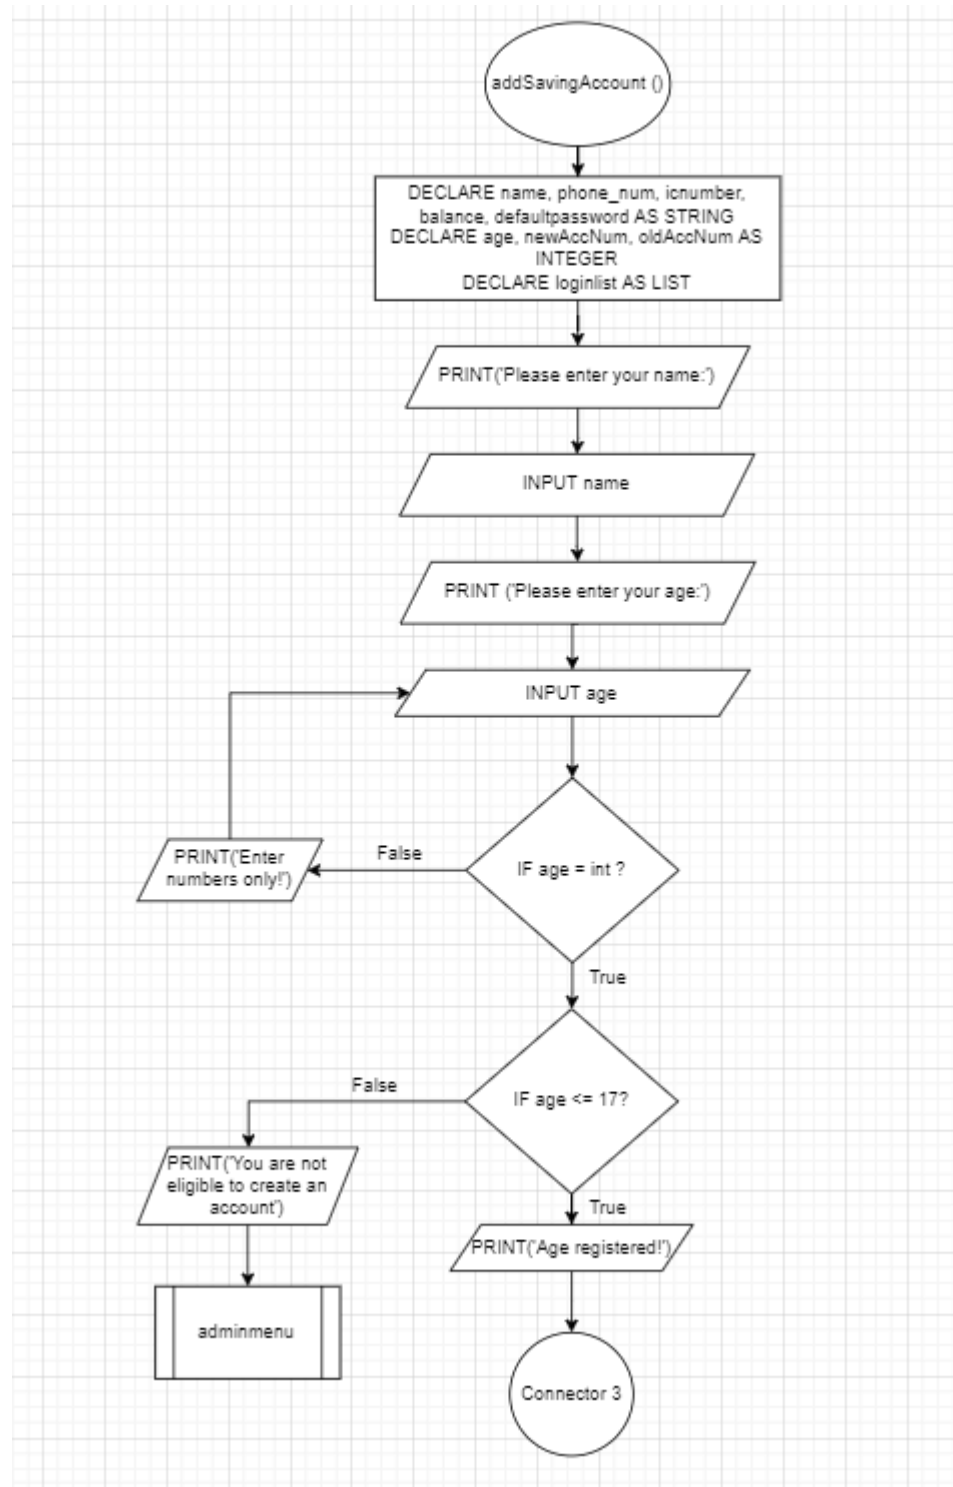 addSavingAccount ()
DECLARE name, phone_num, icnumber,
balance, defaultpassword AS STRING
DECLARE age, newAccNum, oldAccNum AS
INTEGER
DECLARE loginlist AS LIST
PRINT('Please enter your name:')
INPUT name
PRINT ('Please enter your age:')
INPUT age
IF age = int ?
False
PRINT('Enter
numbers only!')
True
IF age <= 17?
False
PRINT('You are not
eligible to create an
account')
True
PRINT('Age registered!')
adminmenu
Connector 3